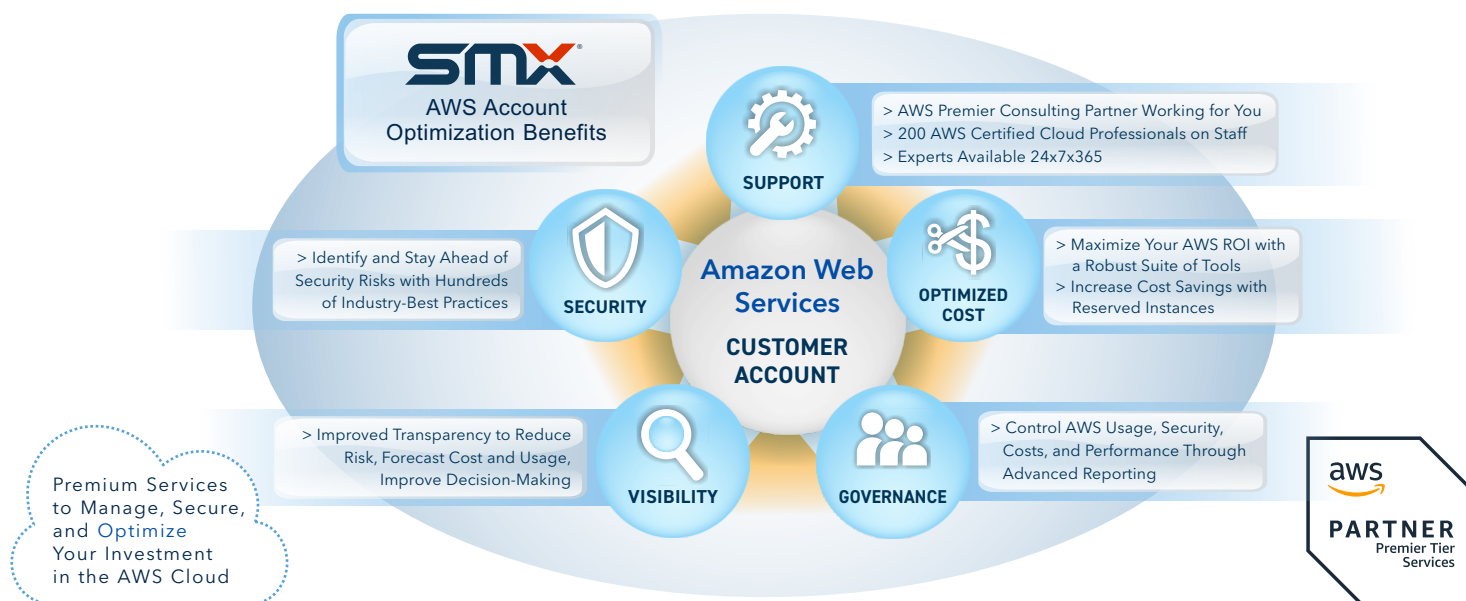 SMX®
AWS Account
Optimization Benefits
SUPPORT
> AWS Premier Consulting Partner Working for You
> 200 AWS Certified Cloud Professionals on Staff
> Experts Available 24x7x365
> Identify and Stay Ahead of
Security Risks with Hundreds
of Industry-Best Practices
SECURITY
Amazon Web
Services
CUSTOMER
ACCOUNT
OPTIMIZED
COST
> Maximize Your AWS ROI with
a Robust Suite of Tools
> Increase Cost Savings with
Reserved Instances
> Improved Transparency to Reduce
Risk, Forecast Cost and Usage,
Improve Decision-Making
VISIBILITY
GOVERNANCE
> Control AWS Usage, Security,
Costs, and Performance Through
Advanced Reporting
Premium Services
to Manage, Secure,
and Optimize
Your Investment
in the AWS Cloud
aws
PARTNER
Premier Tier
Services